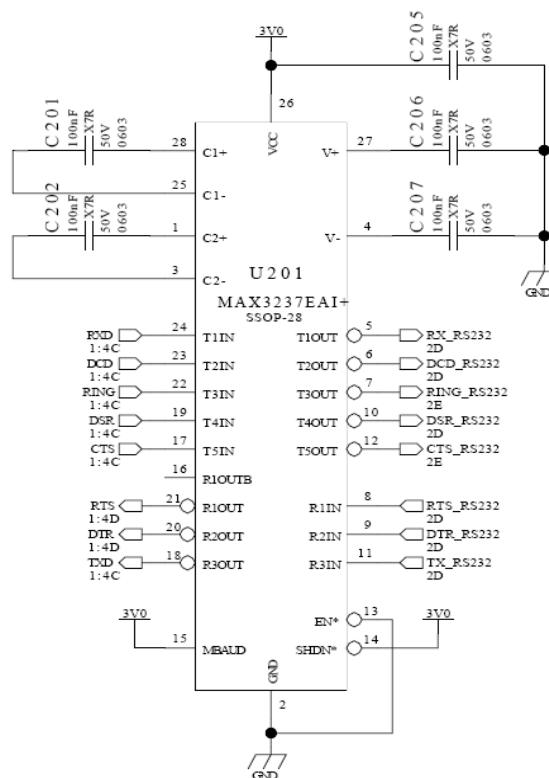 3V0
C205
100nF
X7R
50V
0603
26
VCC
C201
100nF
X7R
50V
0603
28
C1+
25
C1-
C202
100nF
X7R
50V
0603
1
C2+
3
C2-
V+
27
C206
100nF
X7R
50V
0603
V-
4
C207
100nF
X7R
50V
0603
GND
U201
MAX3237EAI+
SSOP-28
RXD
1:4C
24
T1IN
T1OUT
5
RX_RS232
2D
DCD
1:4C
23
T2IN
T2OUT
6
DCD_RS232
2D
RING
1:4C
22
T3IN
T3OUT
7
RING_RS232
2E
DSR
1:4C
19
T4IN
T4OUT
10
DSR_RS232
2D
CTS
1:4C
17
T5IN
T5OUT
12
CTS_RS232
2E
16
R1OUTB
RTS
1:4D
21
R1OUT
R1IN
8
RTS_RS232
2D
DTR
1:4D
20
R2OUT
R2IN
9
DTR_RS232
2D
TXD
1:4C
18
R3OUT
R3IN
11
TX_RS232
2D
3V0
15
MBAUD
EN*
13
SHDN*
14
3V0
GND
2
GND